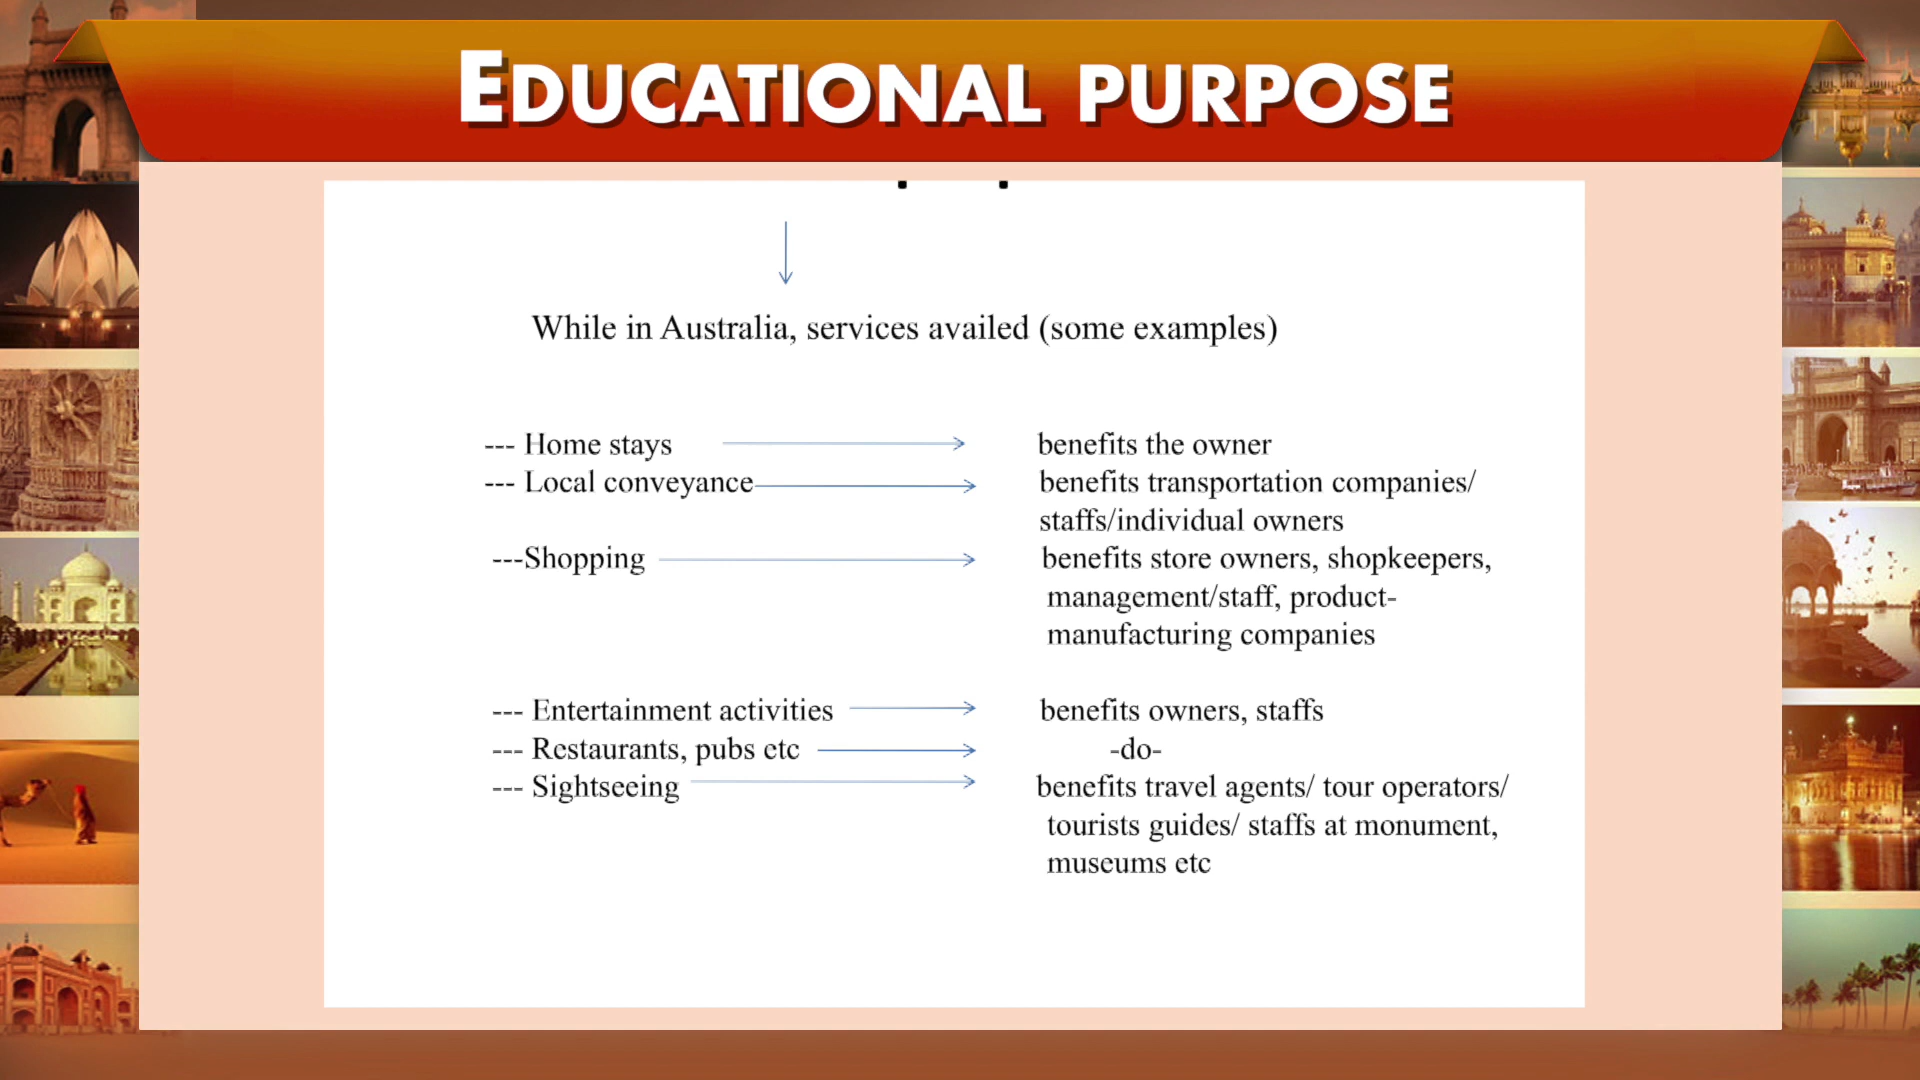 EDUCATIONAL PURPOSE
While in Australia, services availed (some examples)
--- Home stays benefits the owner
--- Local conveyance benefits transportation companies/
staffs/individual owners
---Shopping benefits store owners, shopkeepers,
management/staff, product-
manufacturing companies
--- Entertainment activities benefits owners, staffs
--- Restaurants, pubs etc -do-
--- Sightseeing benefits travel agents/ tour operators/
tourists guides/ staffs at monument,
museums etc